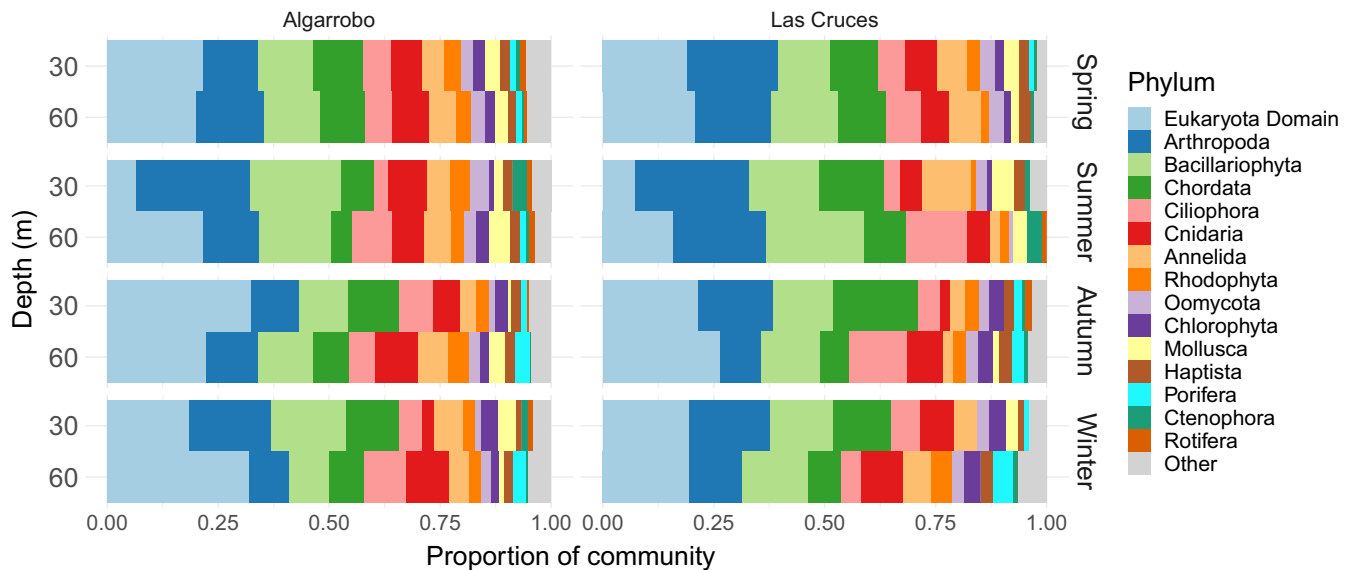 Algarrobo
Las Cruces
30
60
Spring
30
60
Summer
30
60
Autumn
30
60
Winter
Depth (m)
0.00 0.25 0.50 0.75 1.00
0.00 0.25 0.50 0.75 1.00
Proportion of community
Phylum
Eukaryota Domain
Arthropoda
Bacillariophyta
Chordata
Ciliophora
Cnidaria
Annelida
Rhodophyta
Oomycota
Chlorophyta
Mollusca
Haptista
Porifera
Ctenophora
Rotifera
Other